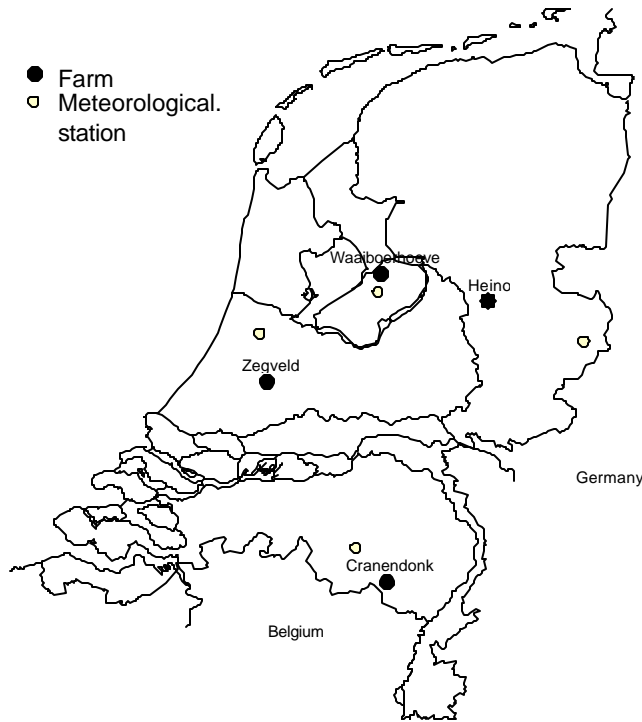 Farm
Meteorological.
station
Waaiboerhoeve
Heino
Zegveld
Germany
Cranendonk
Belgium